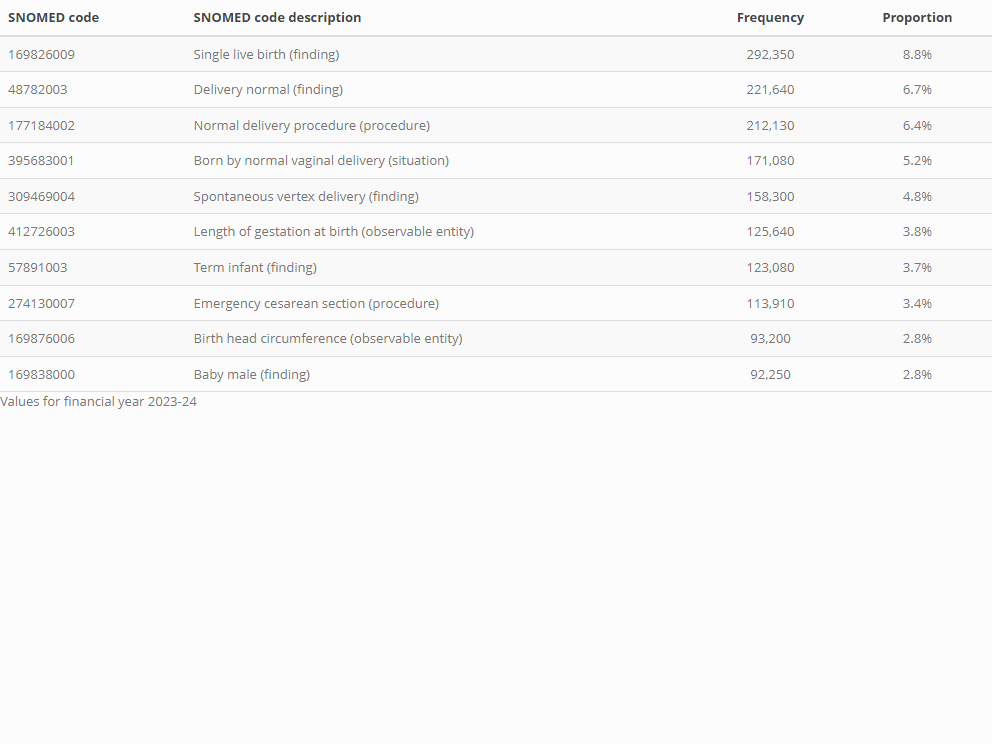 SNOMED code SNOMED code description Frequency Proportion
169826009 Single live birth (finding) 292,350 8.8%
48782003 Delivery normal (finding) 221,640 6.7%
177184002 Normal delivery procedure (procedure) 212,130 6.4%
395683001 Born by normal vaginal delivery (situation) 171,080 5.2%
309469004 Spontaneous vertex delivery (finding) 158,300 4.8%
412726003 Length of gestation at birth (observable entity) 125,640 3.8%
57891003 Term infant (finding) 123,080 3.7%
274130007 Emergency cesarean section (procedure) 113,910 3.4%
169876006 Birth head circumference (observable entity) 93,200 2.8%
169838000 Baby male (finding) 92,250 2.8%
Values for financial year 2023-24